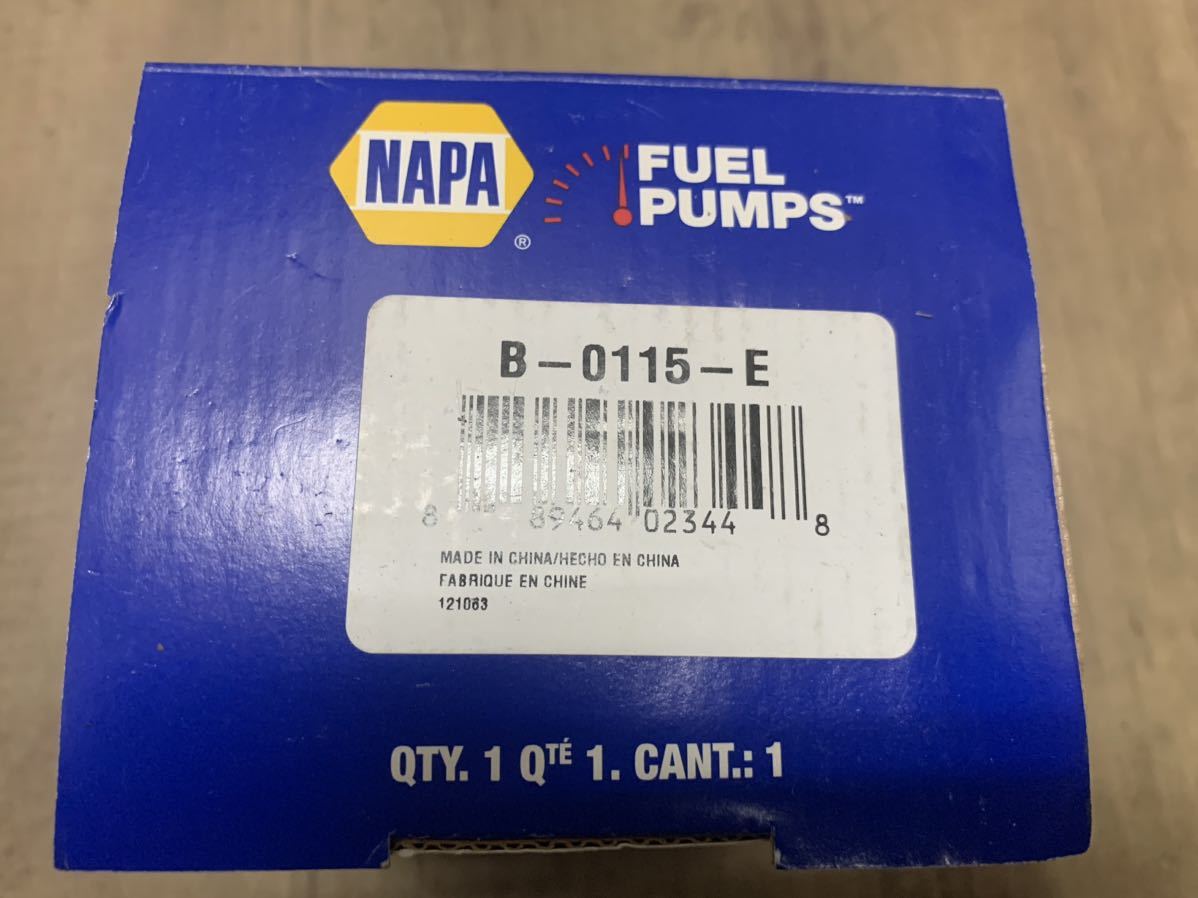 NAPA
®
FUEL
PUMPS™
B-0115-E
8 89464 02344 8
MADE IN CHINA/HECHO EN CHINA
FABRIQUE EN CHINE
121063
QTY. 1 QTÉ 1. CANT.: 1